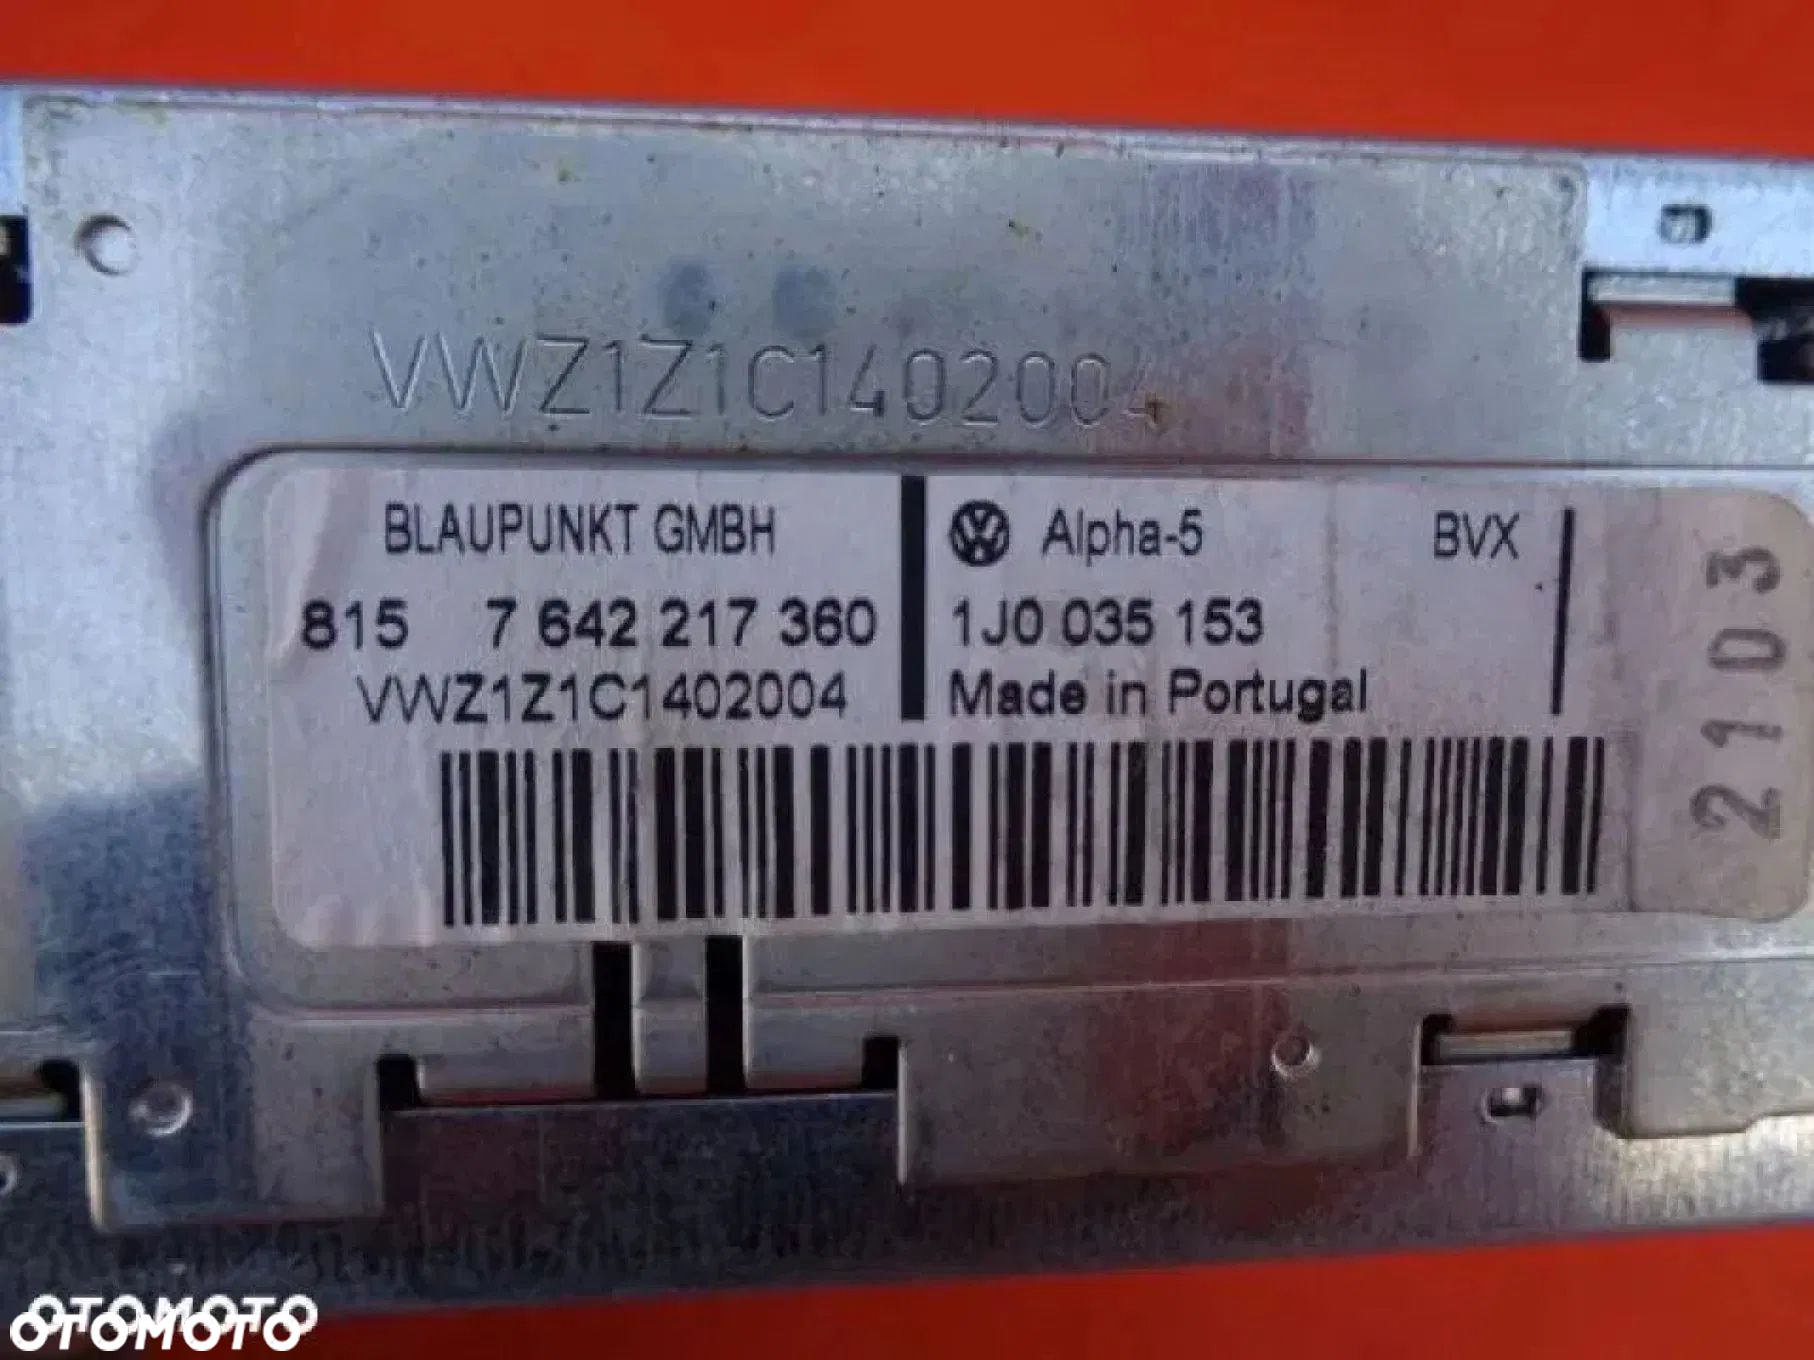 VWZ1Z1C1402004
BLAUPUNKT GMBH
815 7 642 217 360
VWZ1Z1C1402004
Alpha-5 BVX
1J0 035 153
Made in Portugal
2103
OTOMOTO
OTOMOTO